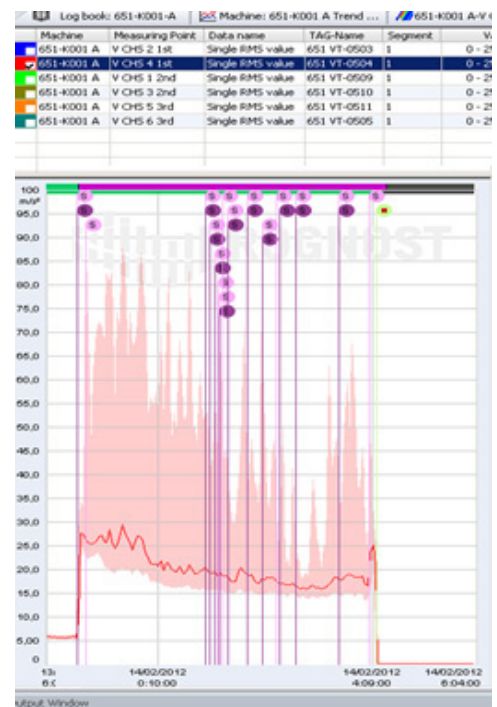 Log book: 651-K001-A Machine: 651-K001 A Trend ... 651-K001 A-V
Machine Measuring Point Data name TAG-Name Segment
651-K001 A V CHS 2 1st Single RMS value 651 VT-0503 1 0 - 25
651-K001 A V CHS 4 1st Single RMS value 651 VT-0504 1 0 - 25
651-K001 A V CHS 1 2nd Single RMS value 651 VT-0509 1 0 - 25
651-K001 A V CHS 3 2nd Single RMS value 651 VT-0510 1 0 - 25
651-K001 A V CHS 5 3rd Single RMS value 651 VT-0511 1 0 - 25
651-K001 A V CHS 6 3rd Single RMS value 651 VT-0505 1 0 - 25
100
m/s²
95,0
90,0
PROGNOST
85,0
80,0
75,0
70,0
65,0
60,0
55,0
50,0
45,0
40,0
35,0
30,0
25,0
20,0
15,0
10,0
5,00
0
14/02/2012 14/02/2012 14/02/2012
0:10:00 4:09:00 6:04:00
utput Window